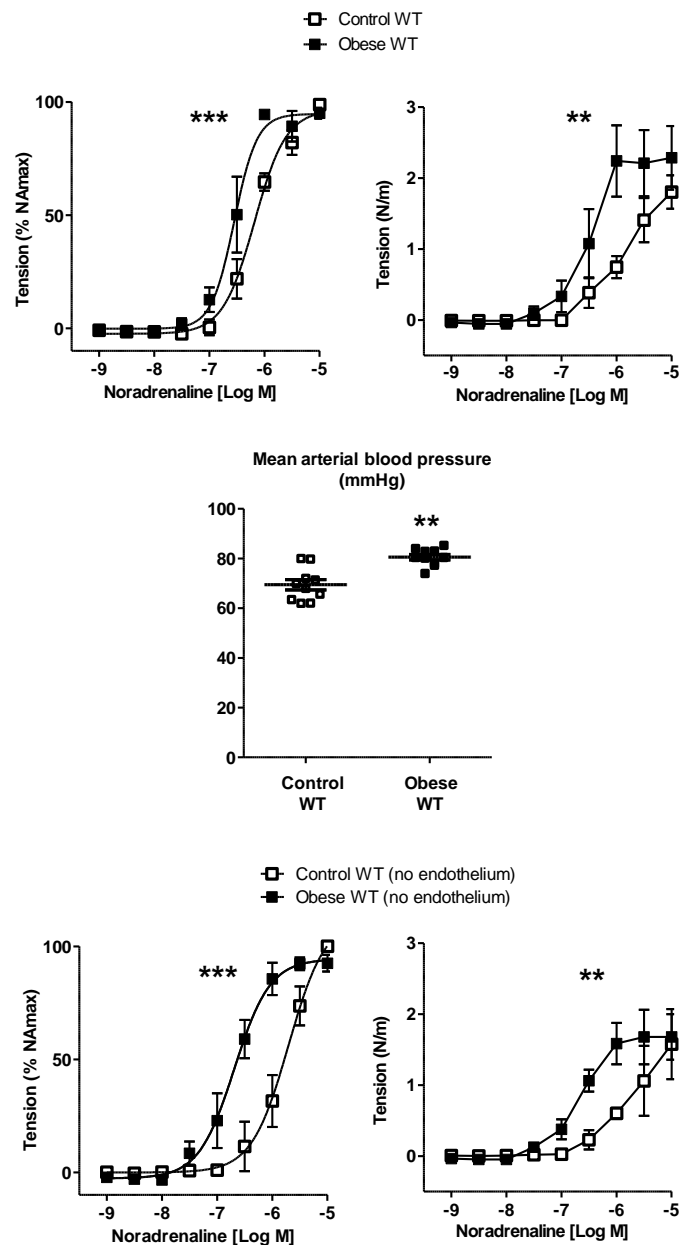 Control WT
Obese WT
100
50
0
Tension (% NAmax)
***
-9 -8 -7 -6 -5
Noradrenaline [Log M]
3
2
1
0
Tension (N/m)
**
-9 -8 -7 -6 -5
Noradrenaline [Log M]
Mean arterial blood pressure
(mmHg)
100
80
60
40
20
0
**
Control
WT
Obese
WT
Control WT (no endothelium)
Obese WT (no endothelium)
100
50
0
Tension (% NAmax)
***
-9 -8 -7 -6 -5
Noradrenaline [Log M]
3
2
1
0
Tension (N/m)
**
-9 -8 -7 -6 -5
Noradrenaline [Log M]